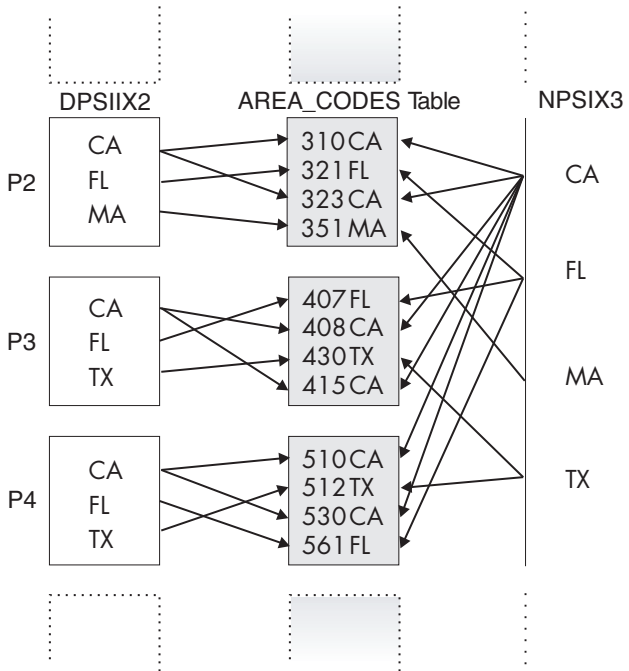 DPSIIX2 AREA_CODES Table NPSIX3
P2
CA
FL
MA
310 CA
321 FL
323 CA
351 MA
P3
CA
FL
TX
407 FL
408 CA
430 TX
415 CA
P4
CA
FL
TX
510 CA
512 TX
530 CA
561 FL
CA
FL
MA
TX